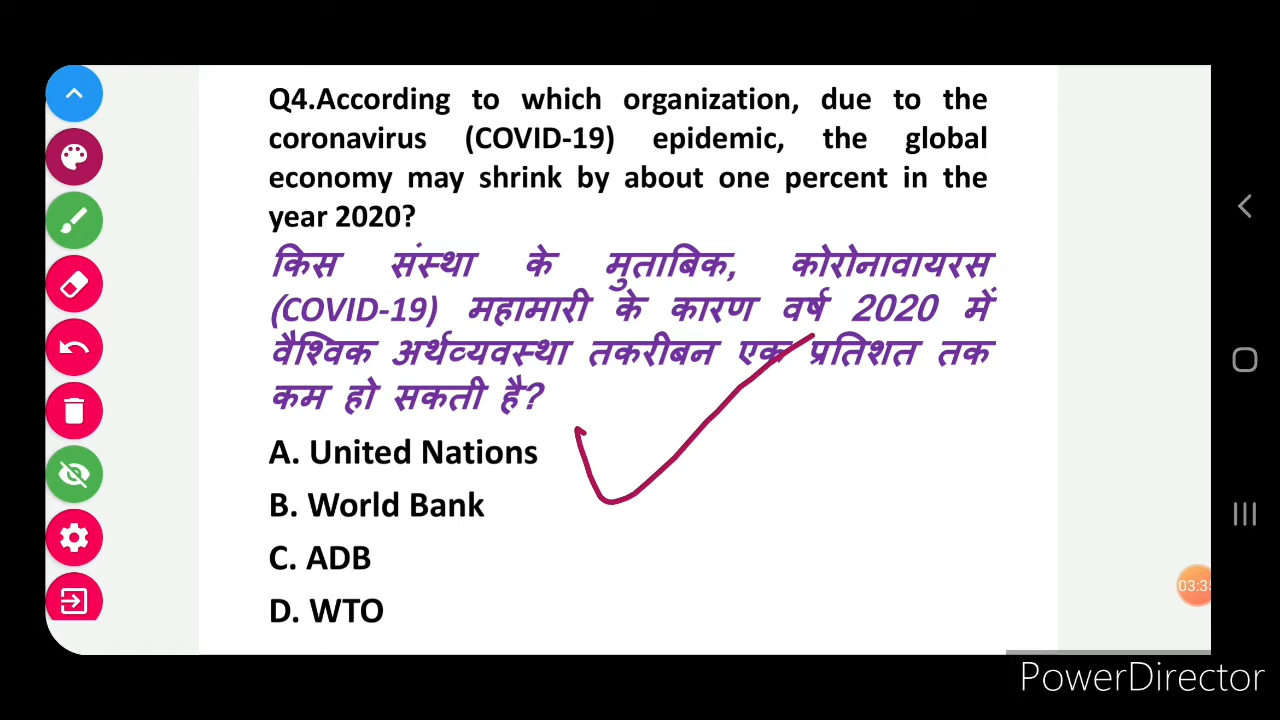 Q4.According to which organization, due to the
coronavirus (COVID-19) epidemic, the global
economy may shrink by about one percent in the
year 2020?
किस संस्था के मुताबिक, कोरोनावायरस
(COVID-19) महामारी के कारण वर्ष 2020 में
वैश्विक अर्थव्यवस्था तकरीबन एक प्रतिशत तक
कम हो सकती है?
A. United Nations
B. World Bank
C. ADB
D. WTO
03:35
PowerDirector